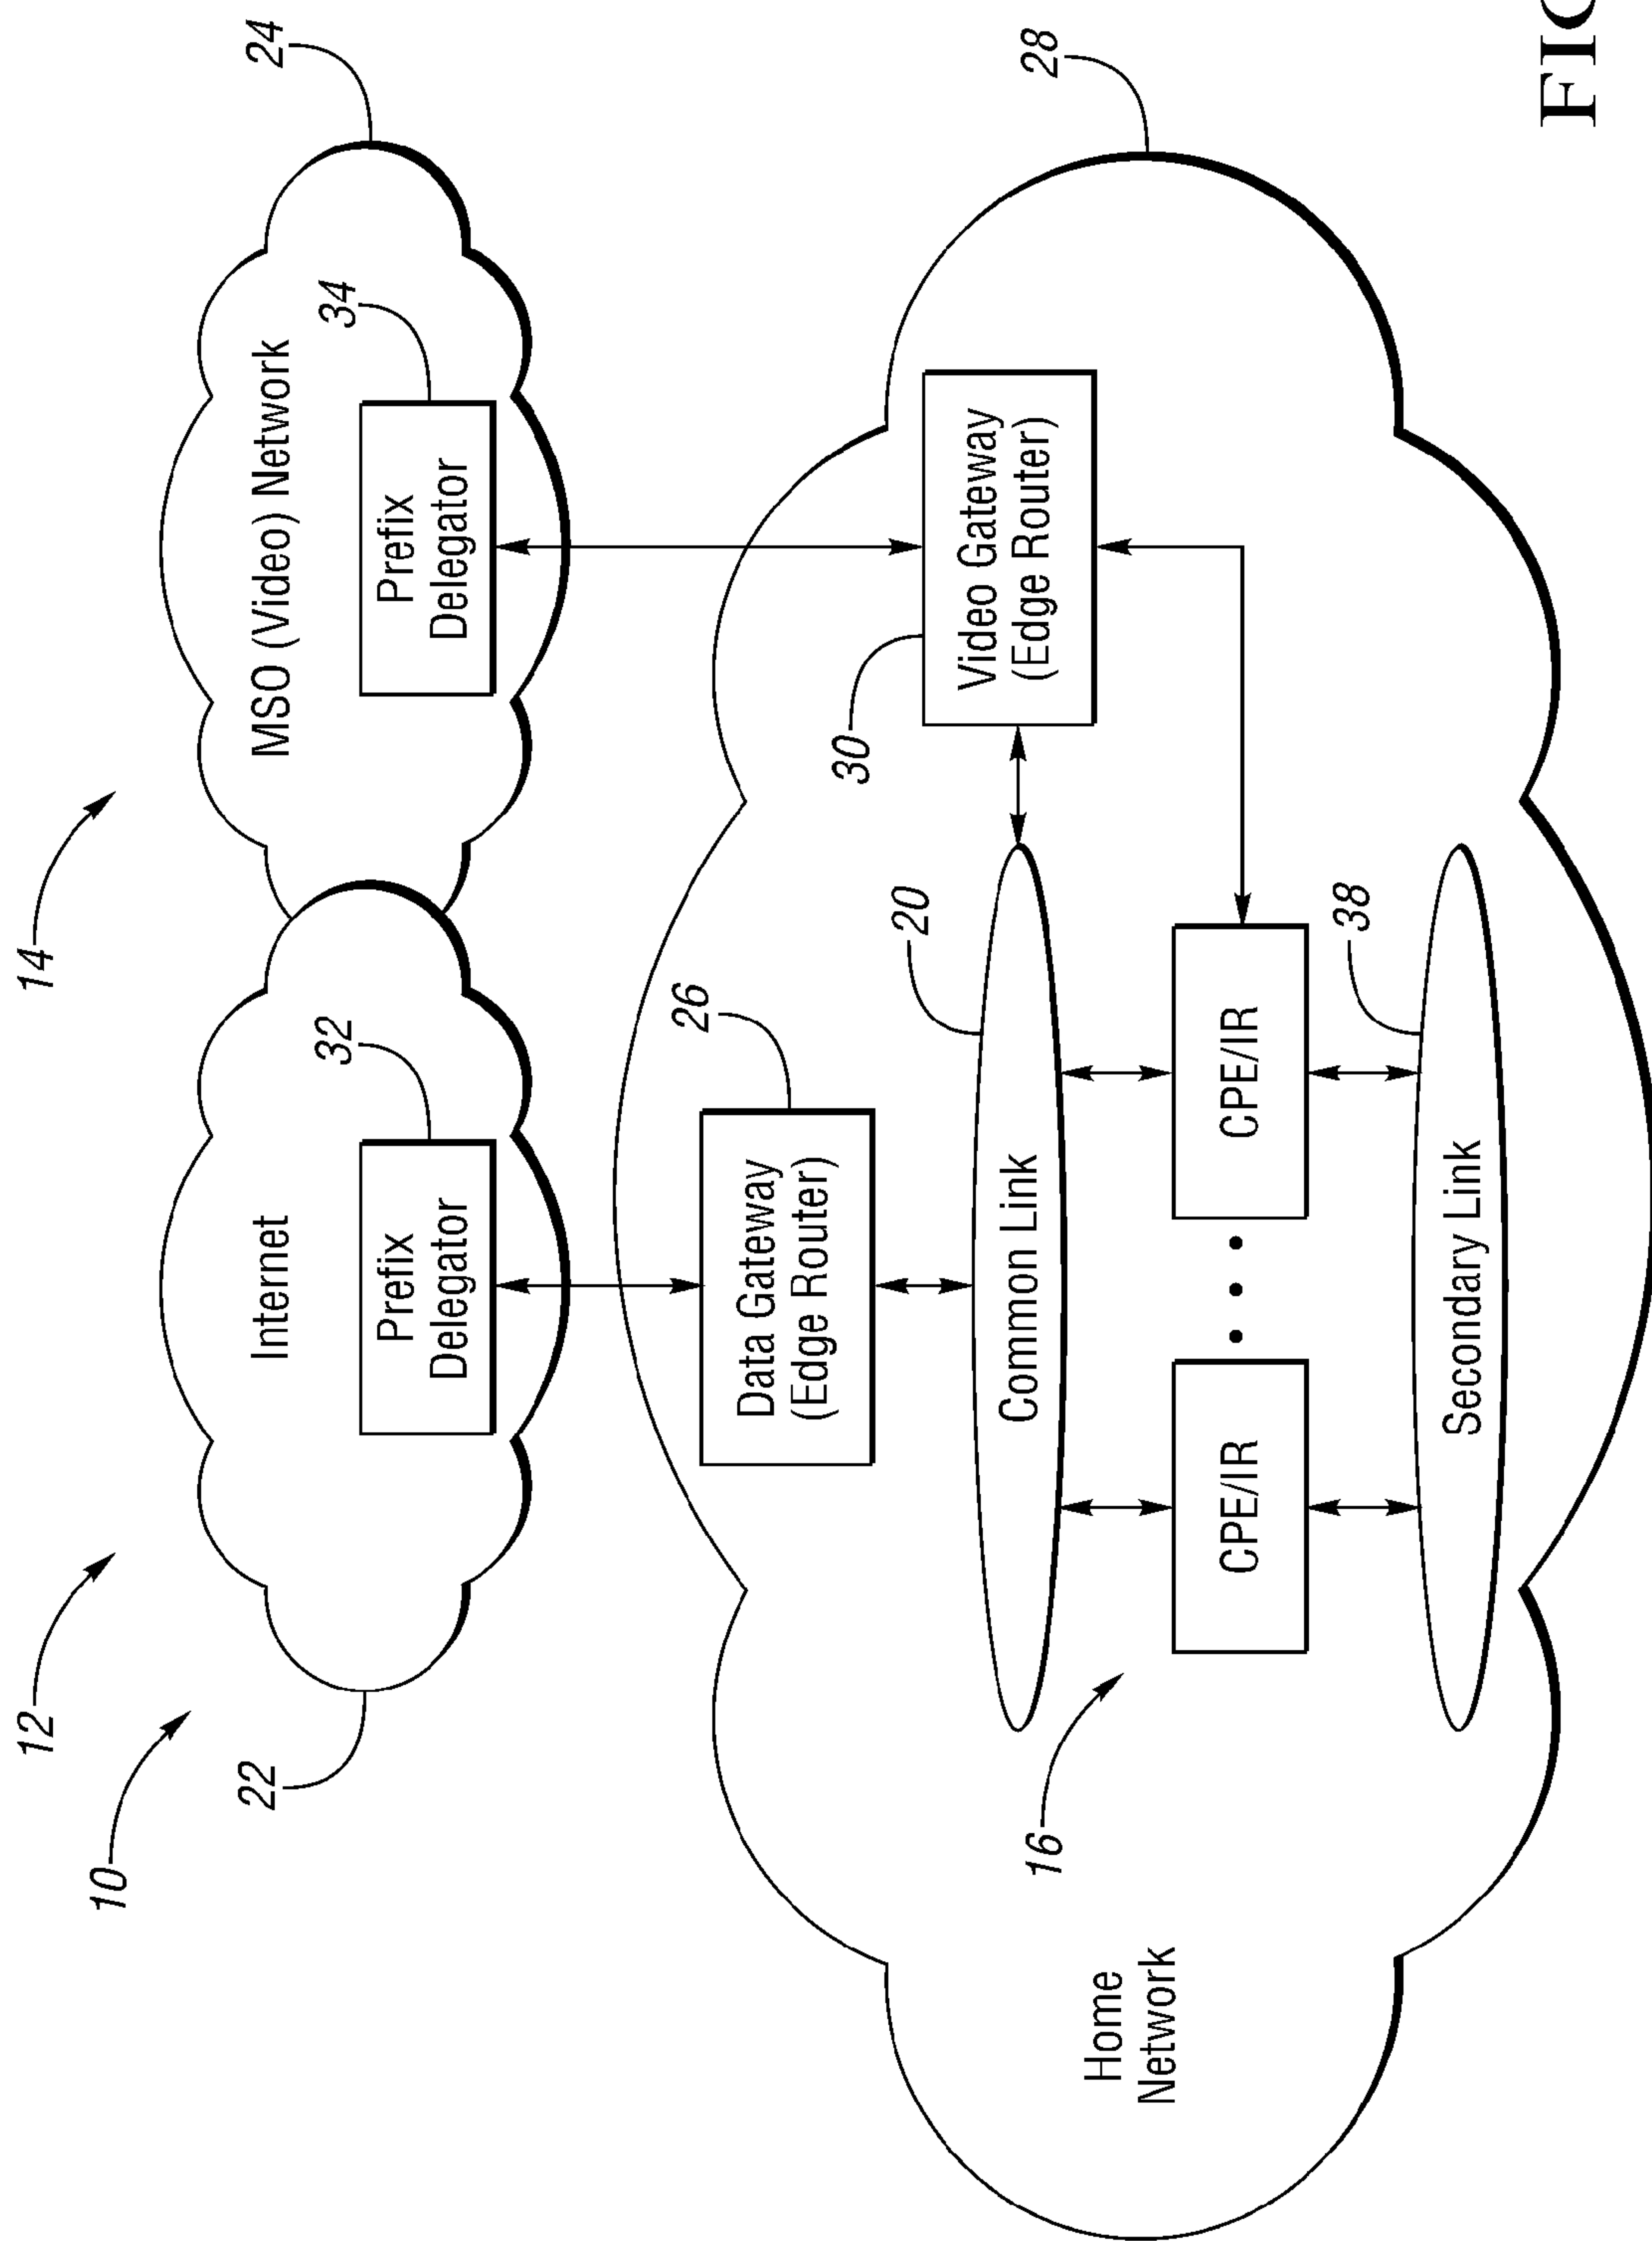 10
12
14
22
Internet
32
Prefix
Delegator
MSO (Video) Network
24
34
Prefix
Delegator
26
Data Gateway
(Edge Router)
28
30
Video Gateway
(Edge Router)
20
Common Link
16
CPE/IR
CPE/IR
38
Secondary Link
Home
Network